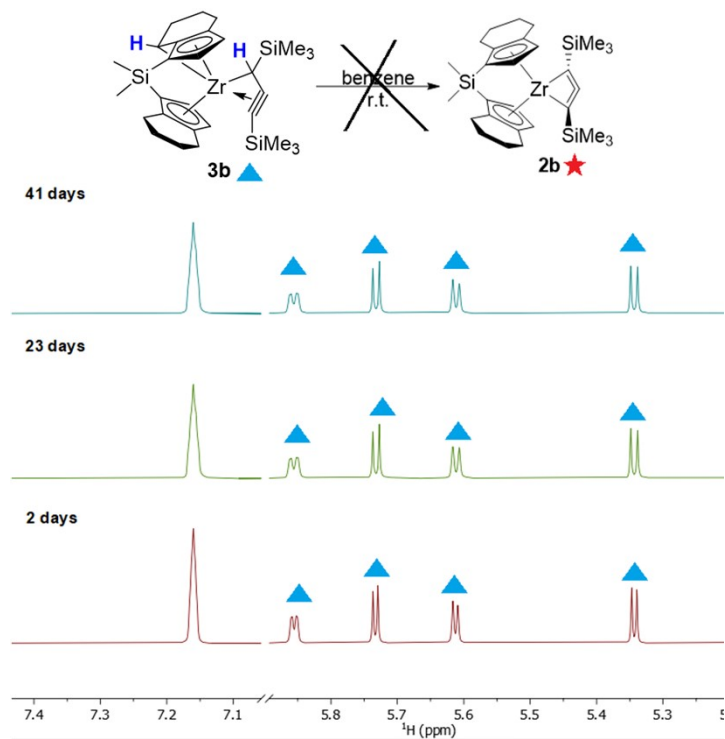 SiMe3
H
H
SiMe3
Si
Zr
benzene
r.t.
Si
Zr
SiMe3
SiMe3
3b
2b
41 days
23 days
2 days
7.4 7.3 7.2 7.1 5.8 5.7 5.6 5.5 5.4 5.3 5
1H (ppm)